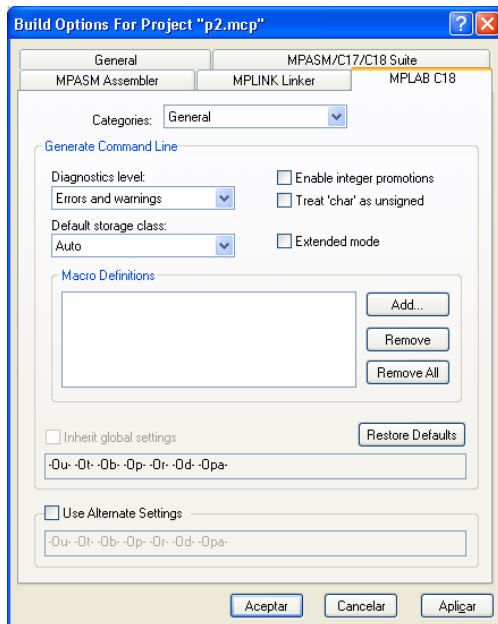 Build Options For Project "p2.mcp"
General MPASM/C17/C18 Suite
MPASM Assembler MPLINK Linker MPLAB C18
Categories: General
Generate Command Line
Diagnostics level:
Enable integer promotions
Errors and warnings
Treat 'char' as unsigned
Default storage class:
Auto
Extended mode
Macro Definitions
Add...
Remove
Remove All
Inherit global settings
Restore Defaults
-Ou- -Ot- -Ob- -Op- -Or- -Od- -Opa-
Use Alternate Settings
-Ou- -Ot- -Ob- -Op- -Or- -Od- -Opa-
Aceptar Cancelar Aplicar